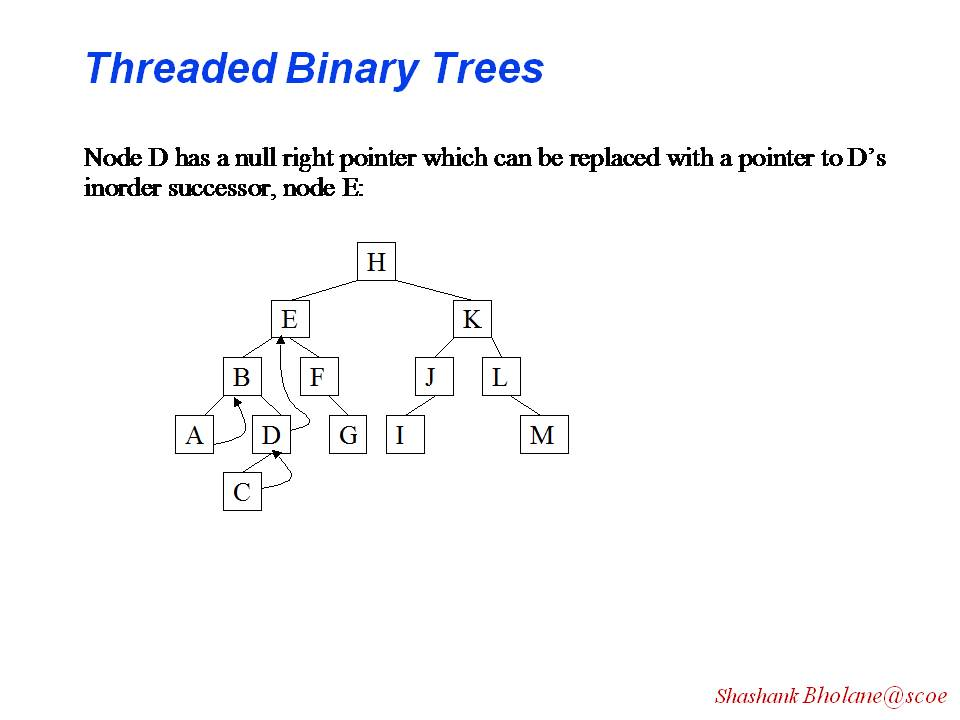 Threaded Binary Trees
Node D has a null right pointer which can be replaced with a pointer to D’s
inorder successor, node E:
H
E K
B F J L
A D G I M
C
Shashank Bholane@scoe